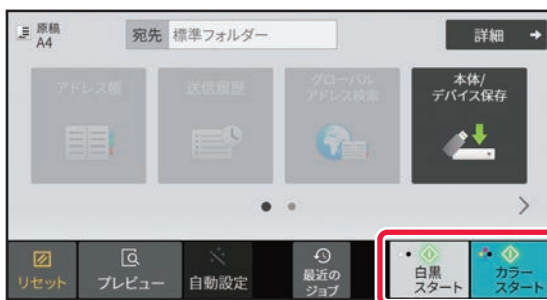 原稿
A4
宛先 標準フォルダー
詳細
アドレス帳
送信履歴
グローバル
アドレス検索
本体/
デバイス保存
リセット
プレビュー
自動設定
最近の
ジョブ
白黒
スタート
カラー
スタート